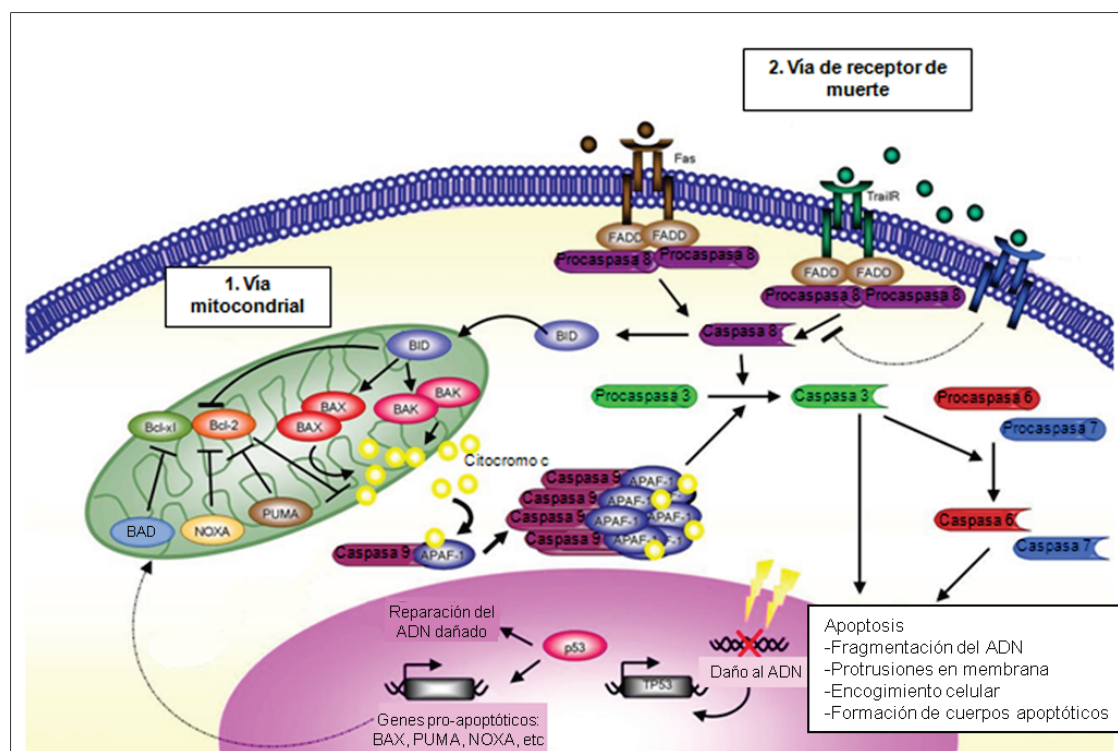 2. Vía de receptor de
muerte
Fas
TrailR
FADD
FADD
Procaspasa 8
Procaspasa 8
FADD
FADD
Procaspasa 8
Procaspasa 8
1. Vía
mitocondrial
BID
BID
Caspasa 8
Procaspasa 3
Caspasa 3
Procaspasa 6
Procaspasa 7
BAX
BAX
BAK
BAK
Bcl-xl
Bcl-2
Citocromo c
BAD
NOXA
PUMA
Caspasa 9
APAF-1
Caspasa 9
APAF-1
Caspasa 9
APAF-1
Caspasa 9
APAF-1
APAF-1
Caspasa 9
AF-1
Caspasa 6
Caspasa 7
Reparación del
ADN dañado
p53
TP53
Daño al ADN
Genes pro-apoptóticos:
BAX, PUMA, NOXA, etc
Apoptosis
-Fragmentación del ADN
-Protrusiones en membrana
-Encogimiento celular
-Formación de cuerpos apoptóticos